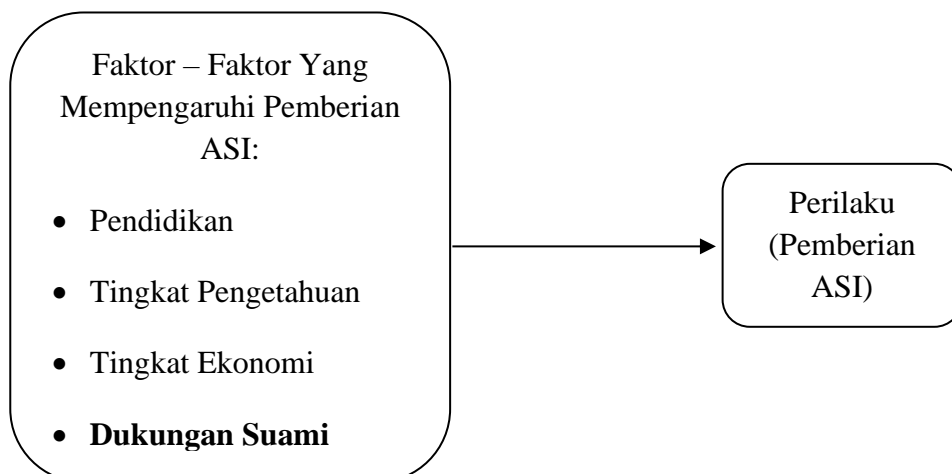 Faktor – Faktor Yang
Mempengaruhi Pemberian
ASI:
• Pendidikan
• Tingkat Pengetahuan
• Tingkat Ekonomi
• Dukungan Suami
Perilaku
(Pemberian
ASI)